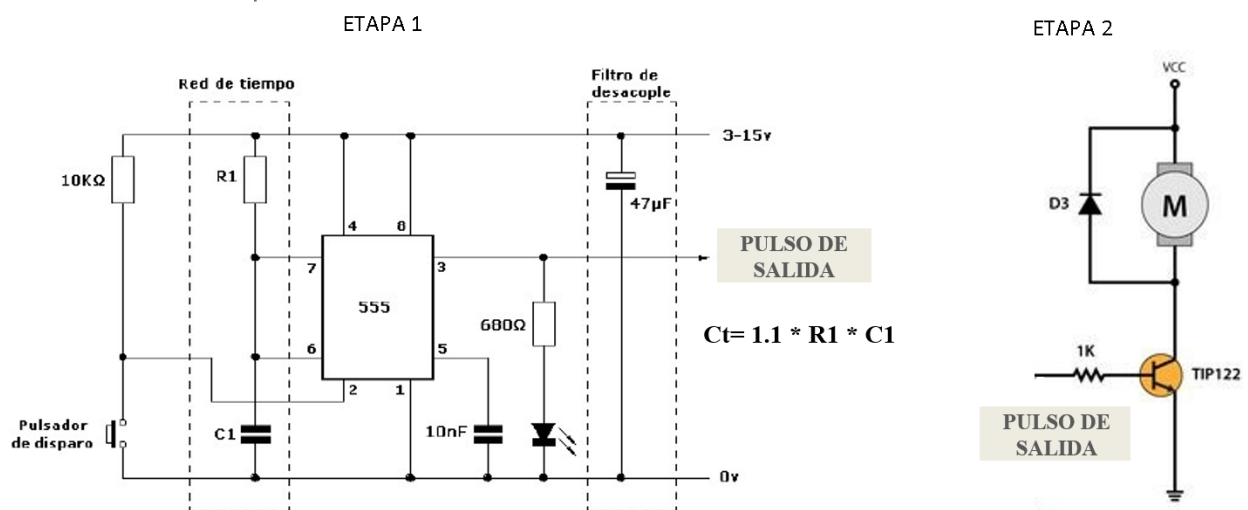 ETAPA 1
ETAPA 2
Red de tiempo
Filtro de
desacople
VCC
3-15v
10KΩ
R1
47µF
D3
M
4
8
7
3
PULSO DE
SALIDA
555
680Ω
Ct= 1.1 * R1 * C1
6
5
1K
TIP122
2
1
Pulsador
de disparo
C1
10nF
PULSO DE
SALIDA
0v